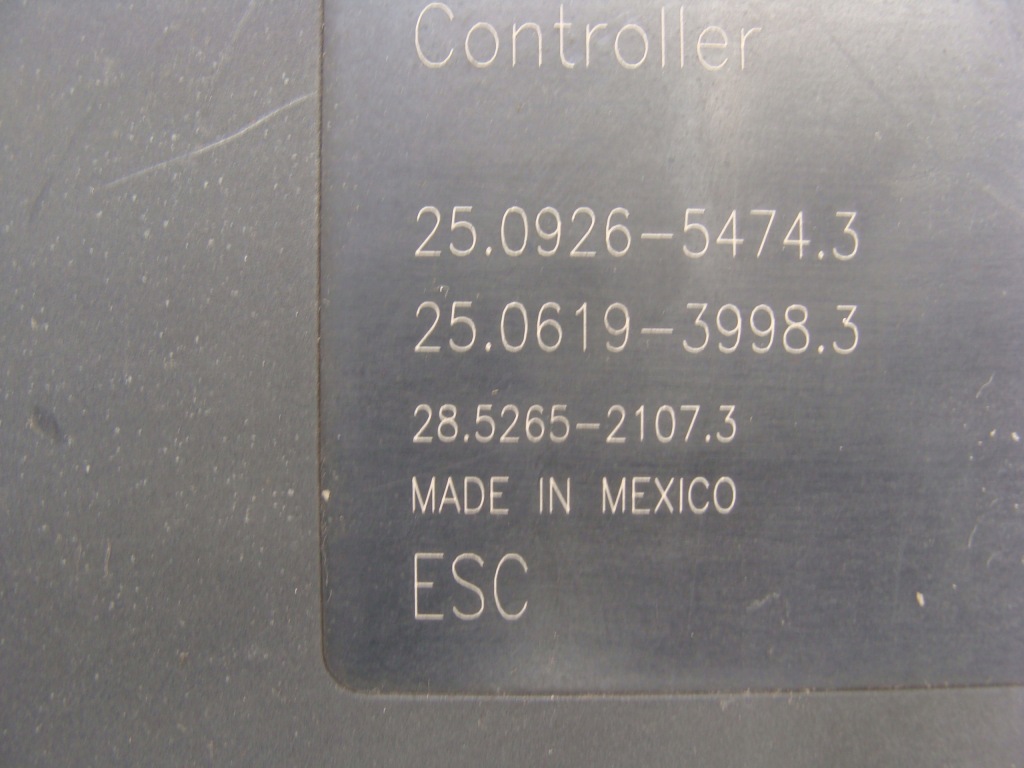 Controller
25.0926-5474.3
25.0619-3998.3
28.5265-2107.3
MADE IN MEXICO
ESC